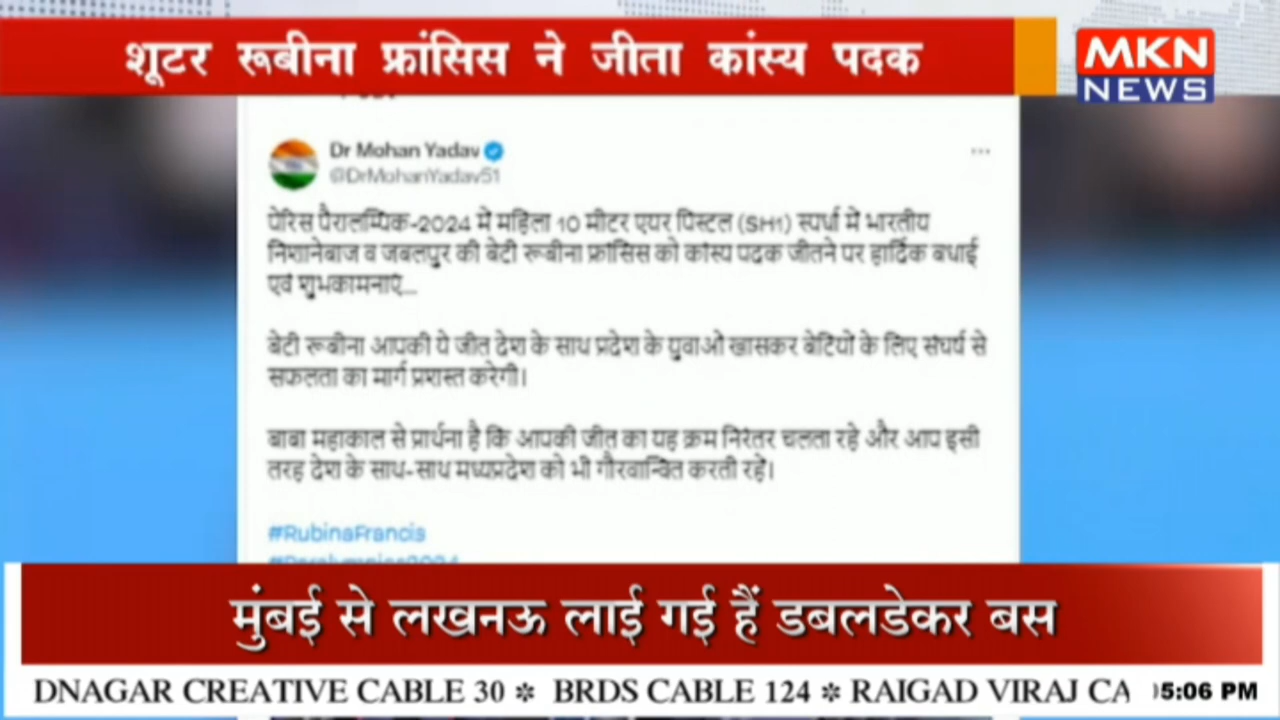 शूटर रूबीना फ्रांसिस ने जीता कांस्य पदक
MKN
NEWS
Dr Mohan Yadav
@DrMohanYadav51
पेरिस पैरालम्पिक-2024 में महिला 10 मीटर एयर पिस्टल (SH1) स्पर्धा में भारतीय
निशानेबाज व जबलपुर की बेटी रूबीना फ्रांसिस को कांस्य पदक जीतने पर हार्दिक बधाई
एवं शुभकामनाएं...
बेटी रूबीना आपकी ये जीत देश के साथ प्रदेश के युवाओं खासकर बेटियों के लिए संघर्ष से
सफलता का मार्ग प्रशस्त करेगी।
बाबा महाकाल से प्रार्थना है कि आपकी जीत का यह क्रम निरंतर चलता रहे और आप इसी
तरह देश के साथ-साथ मध्यप्रदेश को भी गौरवान्वित करती रहें।
#RubinaFrancis
मुंबई से लखनऊ लाई गई हैं डबलडेकर बस
DNAGAR CREATIVE CABLE 30 ✼ BRDS CABLE 124 ✼ RAIGAD VIRAJ CA 5:06 PM